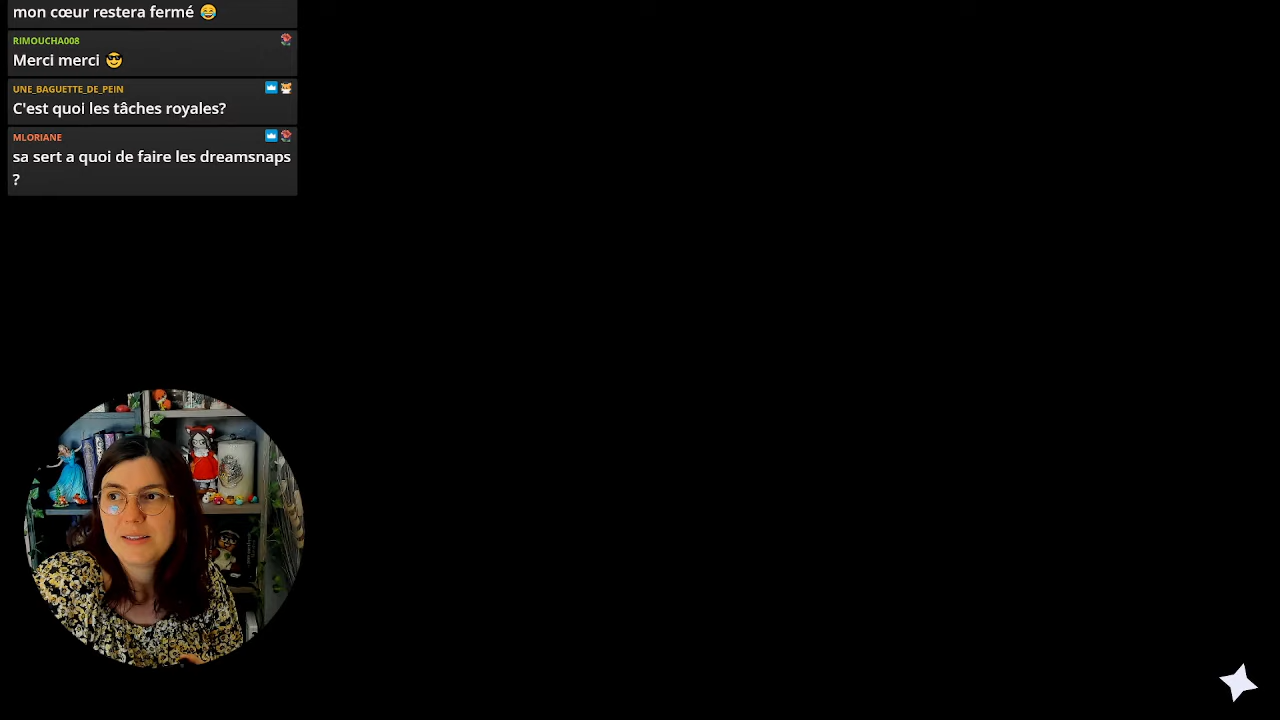 mon cœur restera fermé 😂
RIMOUCHA008
Merci merci 😎
UNE_BAGUETTE_DE_PEIN
C'est quoi les tâches royales?
MLORIANE
sa sert a quoi de faire les dreamsnaps
?